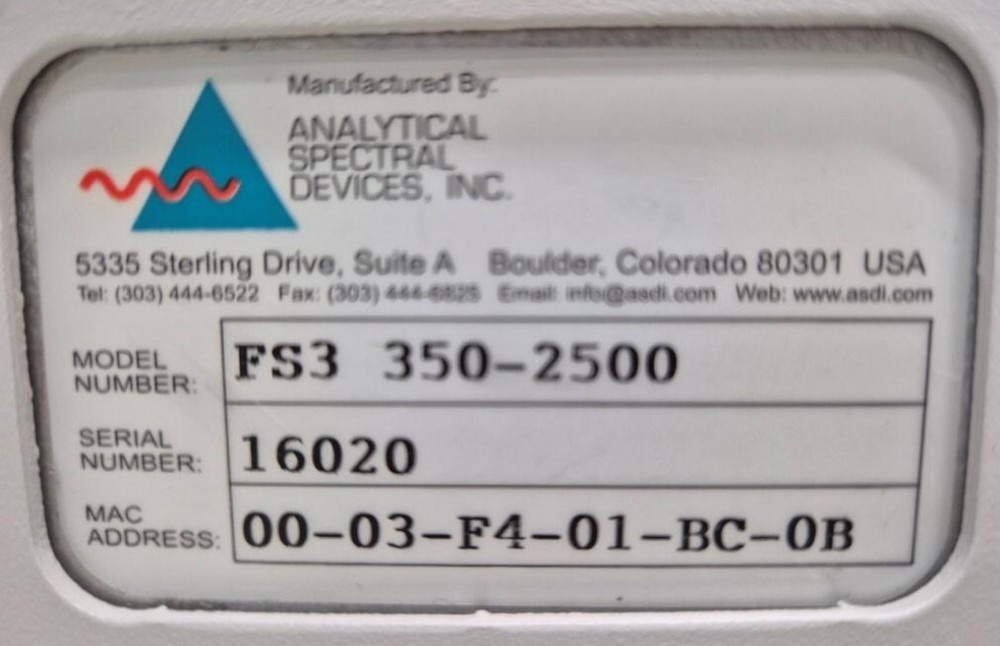 Manufactured By:
ANALYTICAL
SPECTRAL
DEVICES, INC.
5335 Sterling Drive, Suite A Boulder, Colorado 80301 USA
Tel: (303) 444-6522 Fax: (303) 444-6825 Email: info@asdi.com Web: www.asdi.com
MODEL
NUMBER:
FS3 350-2500
SERIAL
NUMBER:
16020
MAC
ADDRESS:
00-03-F4-01-BC-0B